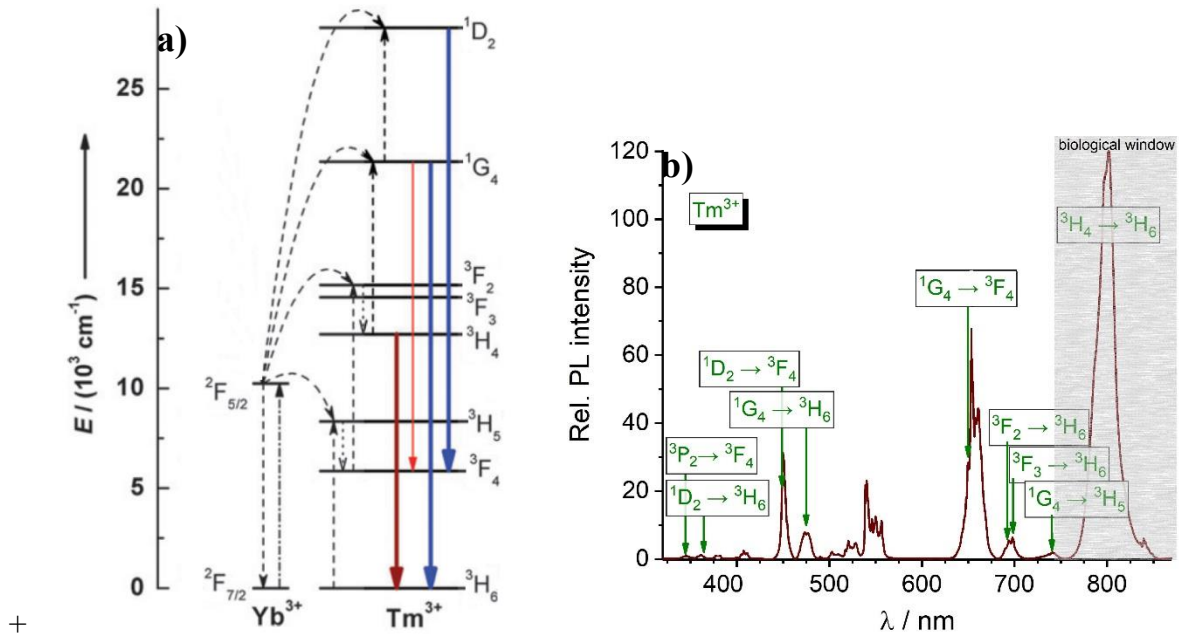 a)
E / (10³ cm⁻¹)
25
20
15
10
5
0
¹D₂
¹G₄
³F₂
³F₃
³H₄
³H₅
³F₄
³H₆
²F₅/₂
²F₇/₂
Yb³⁺
Tm³⁺
+
b)
biological window
Tm³⁺
³H₄ → ³H₆
¹G₄ → ³F₄
¹D₂ → ³F₄
¹G₄ → ³H₆
³P₂ → ³F₄
¹D₂ → ³H₆
³F₂ → ³H₆
³F₃ → ³H₆
¹G₄ → ³H₅
Rel. PL intensity
120
100
80
60
40
20
0
400 500 600 700 800
λ / nm